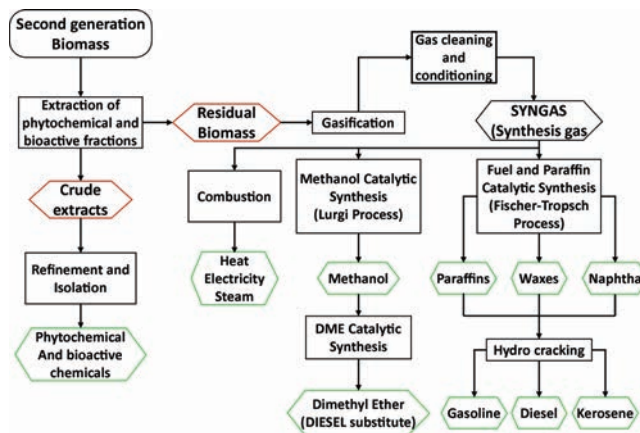 Second generation
Biomass
Gas cleaning
and
conditioning
Extraction of
phytochemical and
bioactive fractions
Residual
Biomass
Gasification
SYNGAS
(Synthesis gas
Crude
extracts
Combustion
Methanol Catalytic
Synthesis
(Lurgi Process)
Fuel and Paraffin
Catalytic Synthesis
(Fischer-Tropsch
Process)
Refinement and
Isolation
Heat
Electricity
Steam
Methanol
Paraffins
Waxes
Naphtha
Phytochemical
And bioactive
chemicals
DME Catalytic
Synthesis
Hydro cracking
Dimethyl Ether
(DIESEL substitute)
Gasoline
Diesel
Kerosene